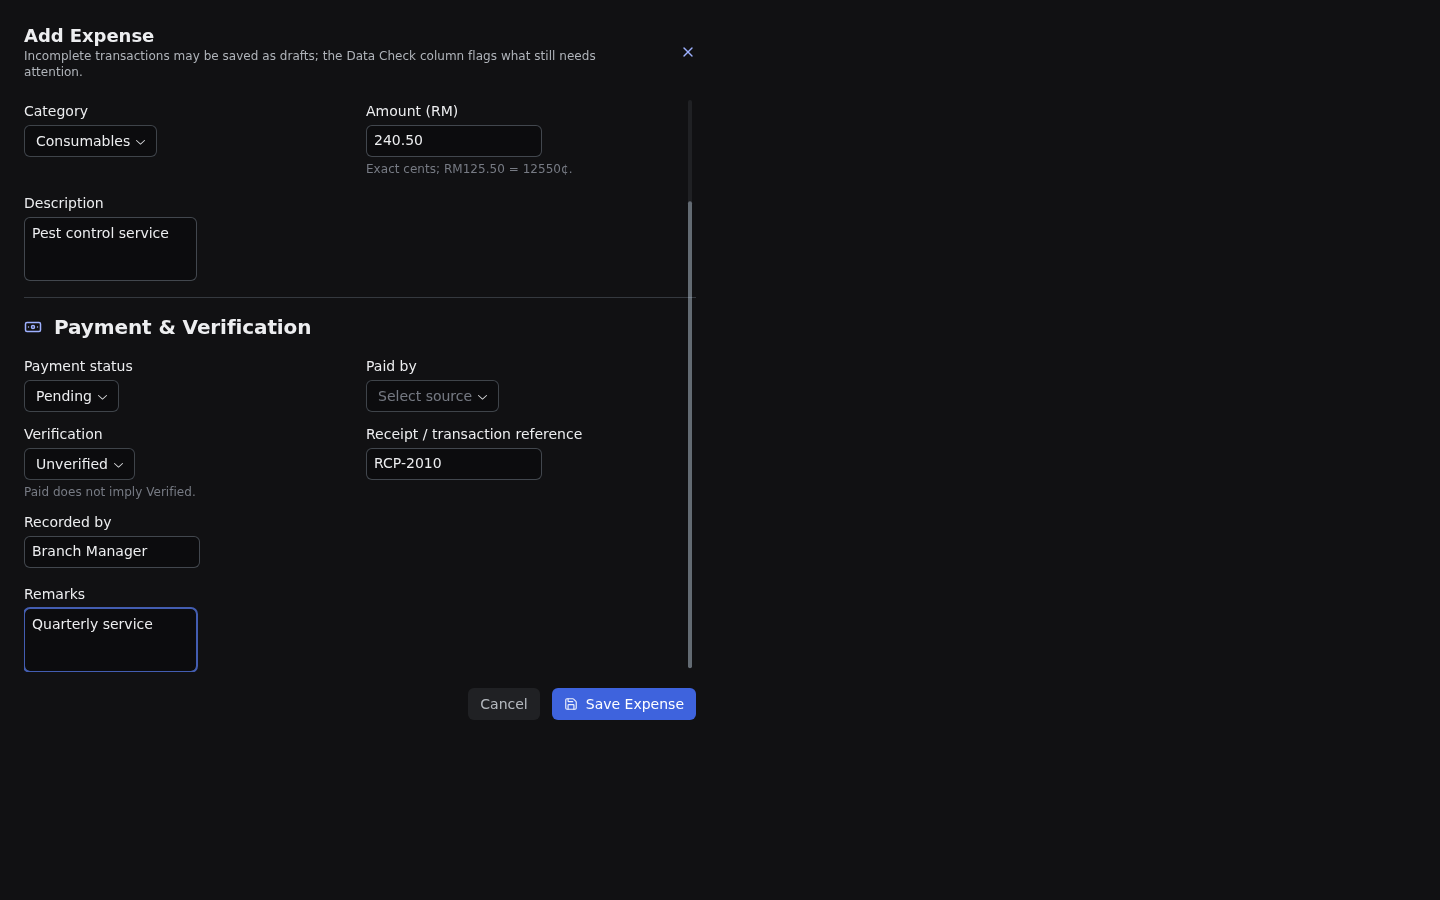 Add Expense
Incomplete transactions may be saved as drafts; the Data Check column flags what still needs
attention.
Category
Amount (RM)
Consumables
240.50
Exact cents; RM125.50 = 12550¢.
Description
Pest control service
Payment & Verification
Payment status
Paid by
Pending
Select source
Verification
Receipt / transaction reference
Unverified
RCP-2010
Paid does not imply Verified.
Recorded by
Branch Manager
Remarks
Quarterly service
Cancel
Save Expense